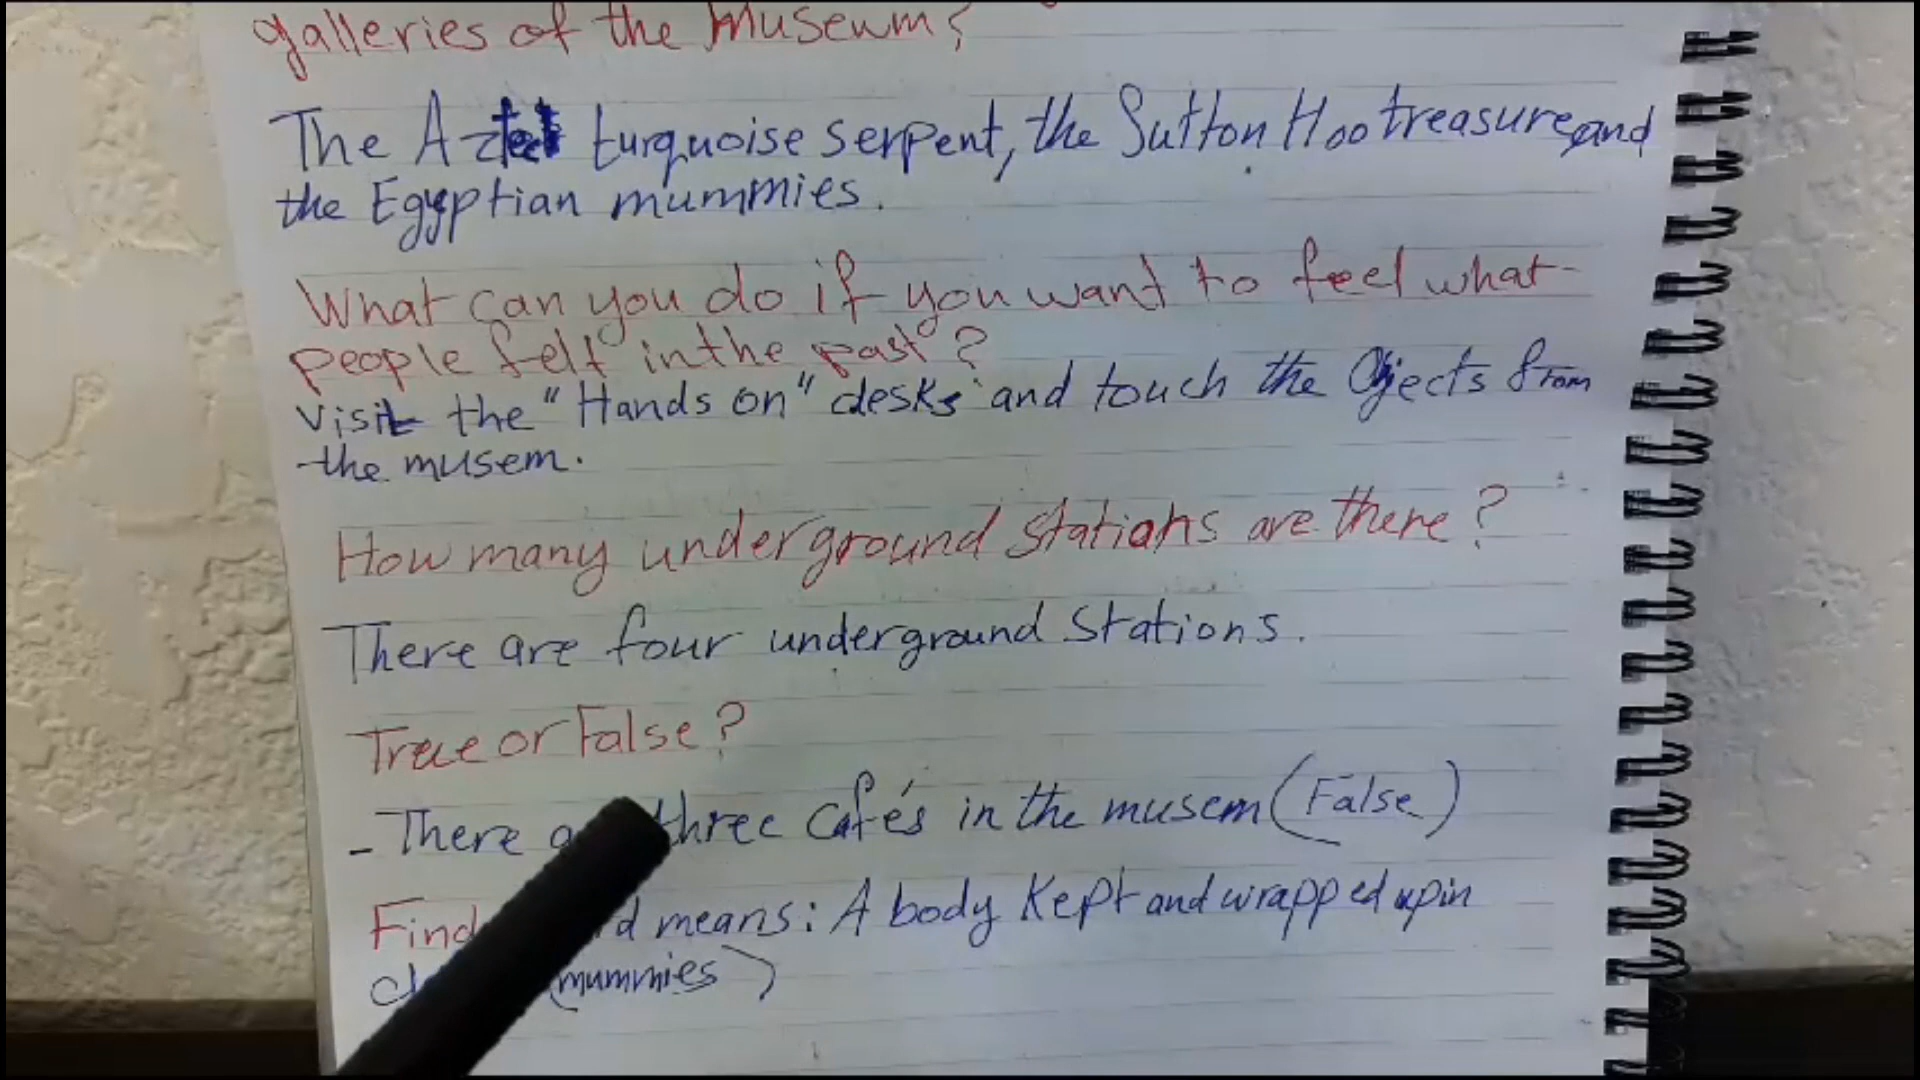 galleries of the Museum?
The Aztec turquoise serpent, the Sutton Hoo treasure and
the Egyptian mummies.
What can you do if you want to feel what
people felt in the past?
Visit the "Hands on" desks and touch the Ojects from
the musem.
How many underground stations are there?
There are four underground Stations.
True or False?
- There three Cafés in the musem (False)
Find means: A body Kept and wrapped up in
(mummies)